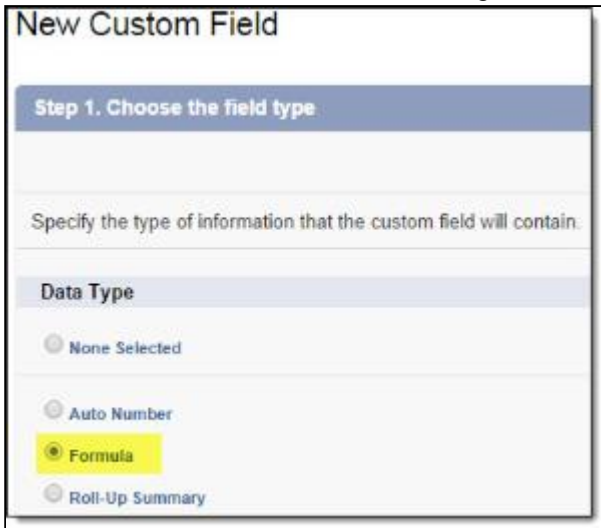 New Custom Field
Step 1. Choose the field type
Specify the type of information that the custom field will contain.
Data Type
None Selected
Auto Number
Formula
Roll-Up Summary